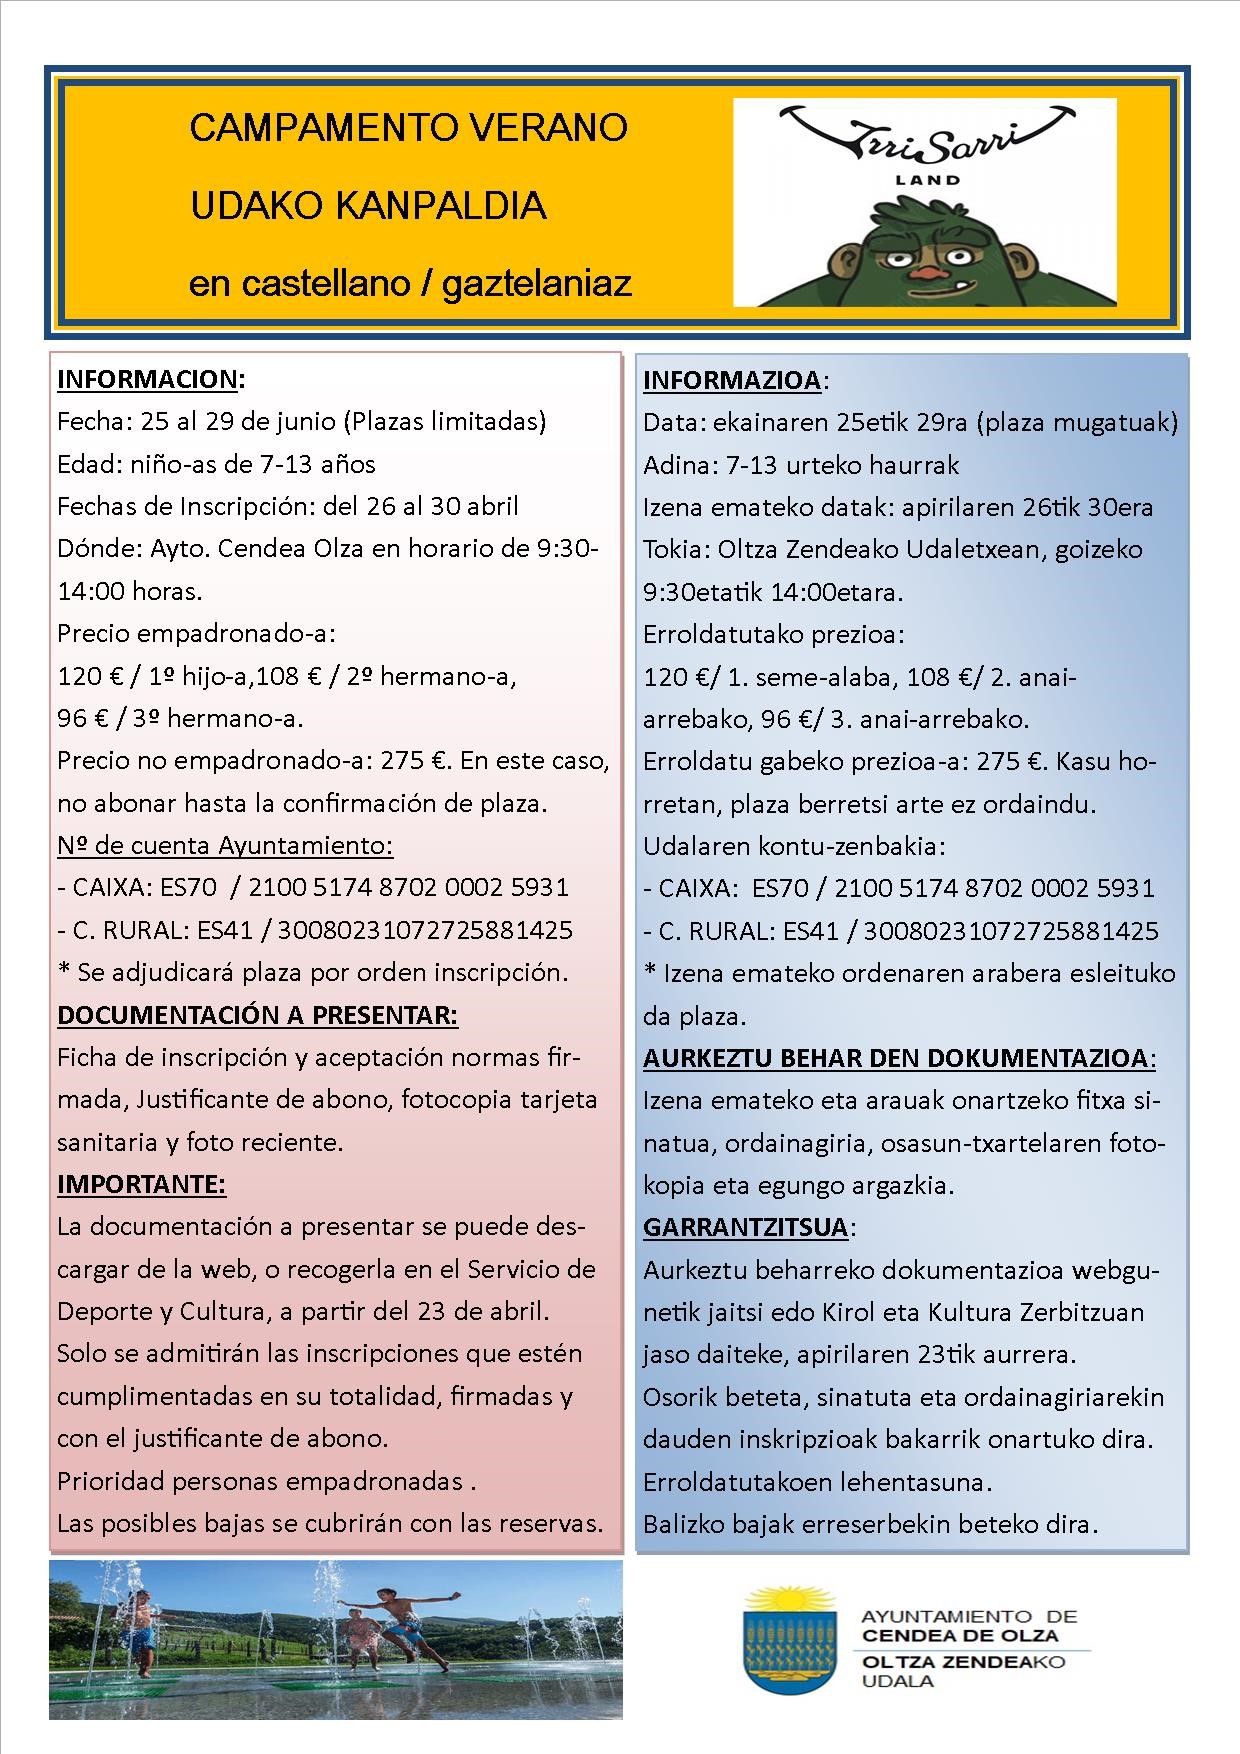 CAMPAMENTO VERANO
UDAKO KANPALDIA
en castellano / gaztelaniaz
IrriSarri
LAND
INFORMACION:
Fecha: 25 al 29 de junio (Plazas limitadas)
Edad: niño-as de 7-13 años
Fechas de Inscripción: del 26 al 30 abril
Dónde: Ayto. Cendea Olza en horario de 9:30-
14:00 horas.
Precio empadronado-a:
120 € / 1º hijo-a,108 € / 2º hermano-a,
96 € / 3º hermano-a.
Precio no empadronado-a: 275 €. En este caso,
no abonar hasta la confirmación de plaza.
Nº de cuenta Ayuntamiento:
- CAIXA: ES70 / 2100 5174 8702 0002 5931
- C. RURAL: ES41 / 30080231072725881425
* Se adjudicará plaza por orden inscripción.
DOCUMENTACIÓN A PRESENTAR:
Ficha de inscripción y aceptación normas fir-
mada, Justificante de abono, fotocopia tarjeta
sanitaria y foto reciente.
IMPORTANTE:
La documentación a presentar se puede des-
cargar de la web, o recogerla en el Servicio de
Deporte y Cultura, a partir del 23 de abril.
Solo se admitirán las inscripciones que estén
cumplimentadas en su totalidad, firmadas y
con el justificante de abono.
Prioridad personas empadronadas .
Las posibles bajas se cubrirán con las reservas.
INFORMAZIOA:
Data: ekainaren 25etik 29ra (plaza mugatuak)
Adina: 7-13 urteko haurrak
Izena emateko datak: apirilaren 26tik 30era
Tokia: Oltza Zendeako Udaletxean, goizeko
9:30etatik 14:00etara.
Erroldatutako prezioa:
120 €/ 1. seme-alaba, 108 €/ 2. anai-
arrebako, 96 €/ 3. anai-arrebako.
Erroldatu gabeko prezioa-a: 275 €. Kasu ho-
rretan, plaza berretsi arte ez ordaindu.
Udalaren kontu-zenbakia:
- CAIXA: ES70 / 2100 5174 8702 0002 5931
- C. RURAL: ES41 / 30080231072725881425
* Izena emateko ordenaren arabera esleituko
da plaza.
AURKEZTU BEHAR DEN DOKUMENTAZIOA:
Izena emateko eta arauak onartzeko fitxa si-
natua, ordainagiria, osasun-txartelaren foto-
kopia eta egungo argazkia.
GARRANTZITSUA:
Aurkeztu beharreko dokumentazioa webgu-
netik jaitsi edo Kirol eta Kultura Zerbitzuan
jaso daiteke, apirilaren 23tik aurrera.
Osorik beteta, sinatuta eta ordainagiriarekin
dauden inskripzioak bakarrik onartuko dira.
Erroldatutakoen lehentasuna.
Balizko bajak erreserbekin beteko dira.
AYUNTAMIENTO DE
CENDEA DE OLZA
OLTZA ZENDEAKO
UDALA